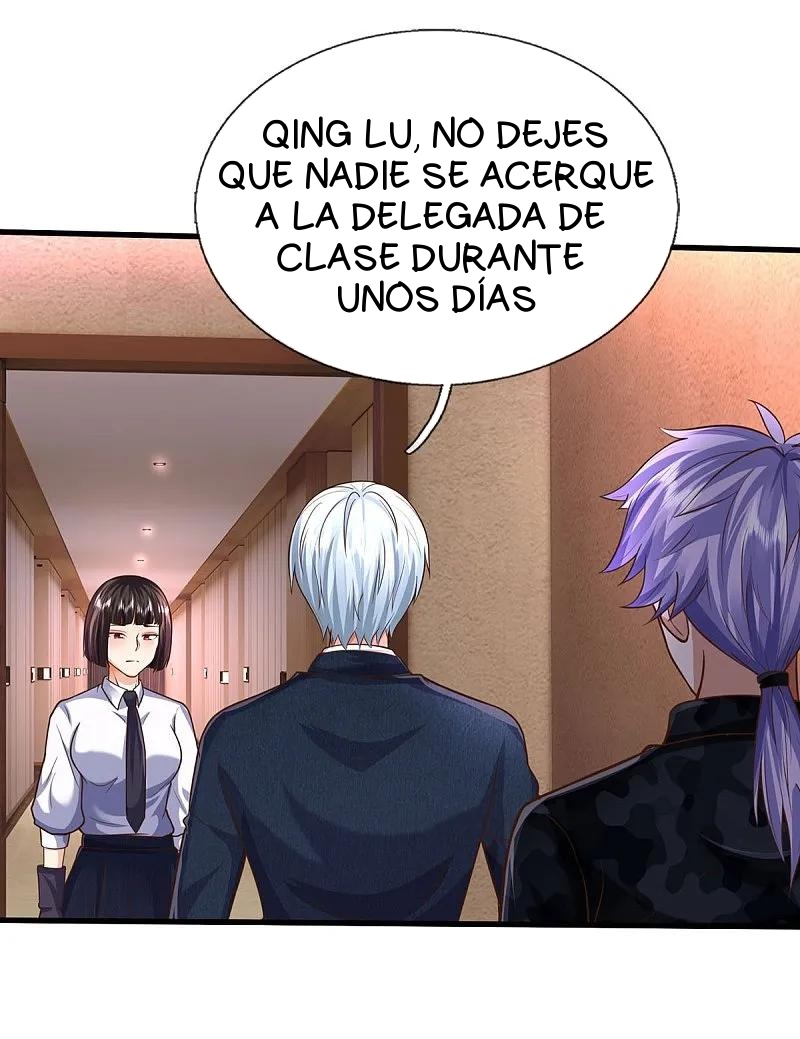 QING LU, NO DEJES
QUE NADIE SE ACERQUE
A LA DELEGADA DE
CLASE DURANTE
UNOS DÍAS